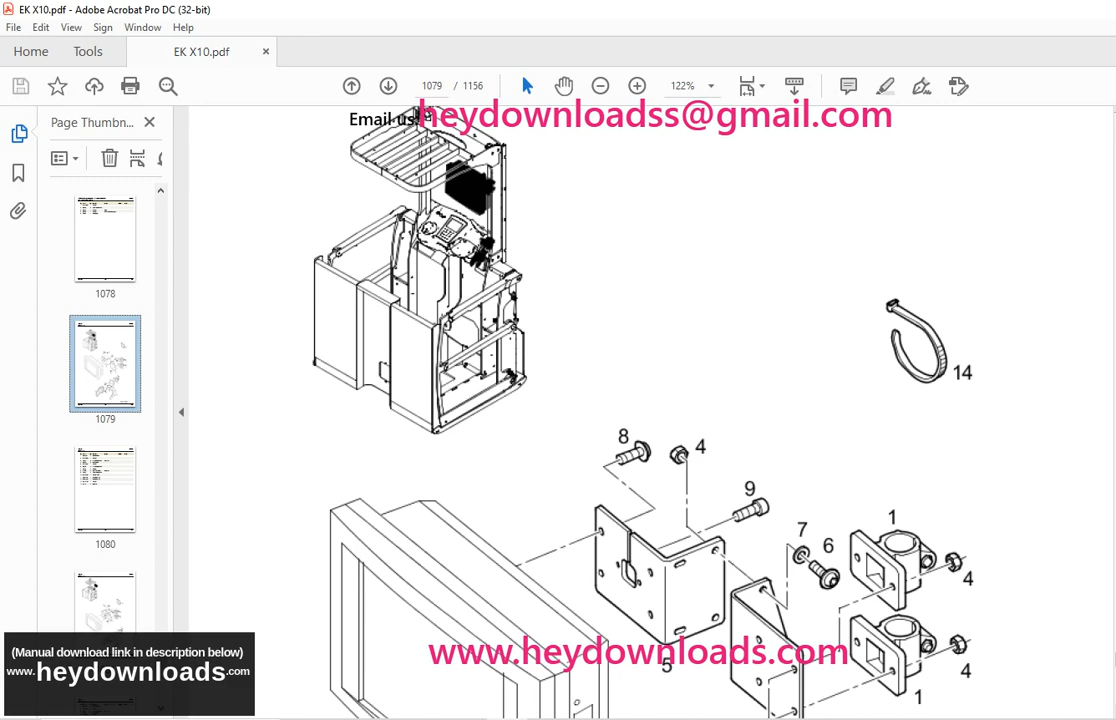 EK X10.pdf - Adobe Acrobat Pro DC (32-bit)
File Edit View Sign Window Help
Home Tools EK X10.pdf ×
1079 / 1156 122%
Email us: heydownloadss@gmail.com
Page Thumbn...
1078
1079
1080
14
8
4
9
7
6
1
4
5
4
1
www.heydownloads.com
(Manual download link in description below)
www.heydownloads.com